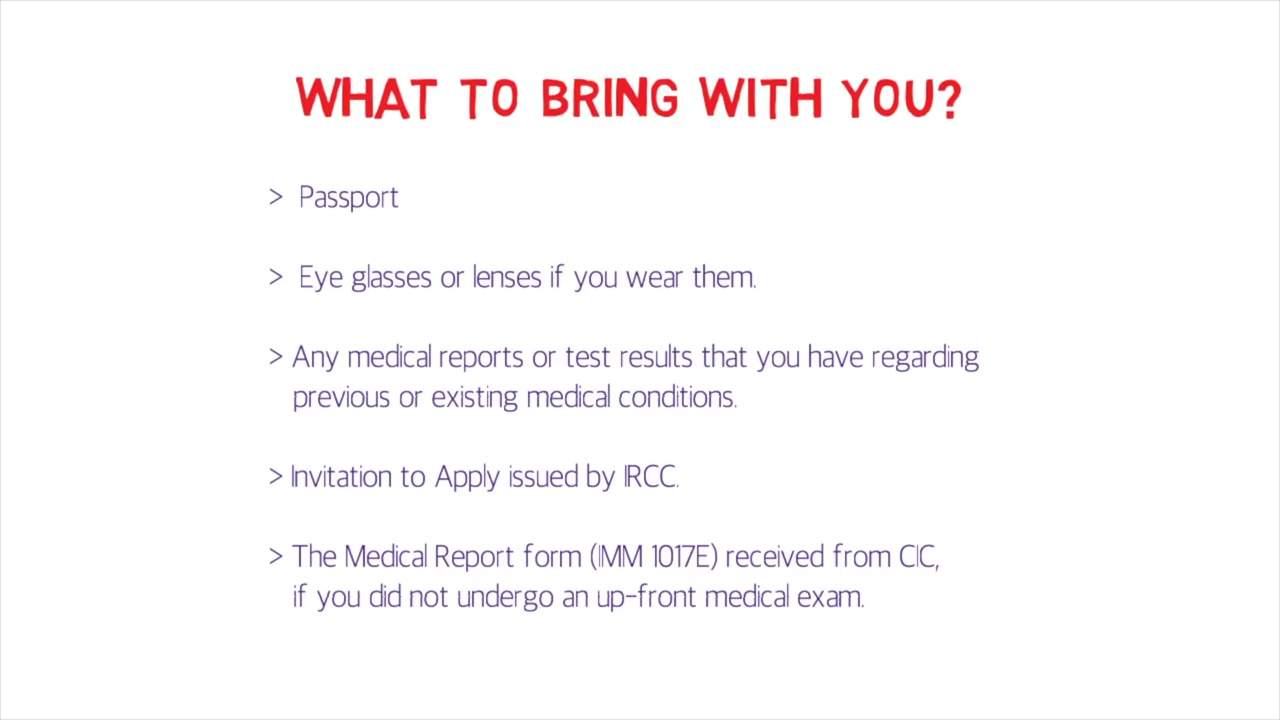 WHAT TO BRING WITH YOU?
> Passport
> Eye glasses or lenses if you wear them.
> Any medical reports or test results that you have regarding
previous or existing medical conditions.
> Invitation to Apply issued by IRCC.
> The Medical Report form (IMM 1017E) received from CIC,
if you did not undergo an up-front medical exam.